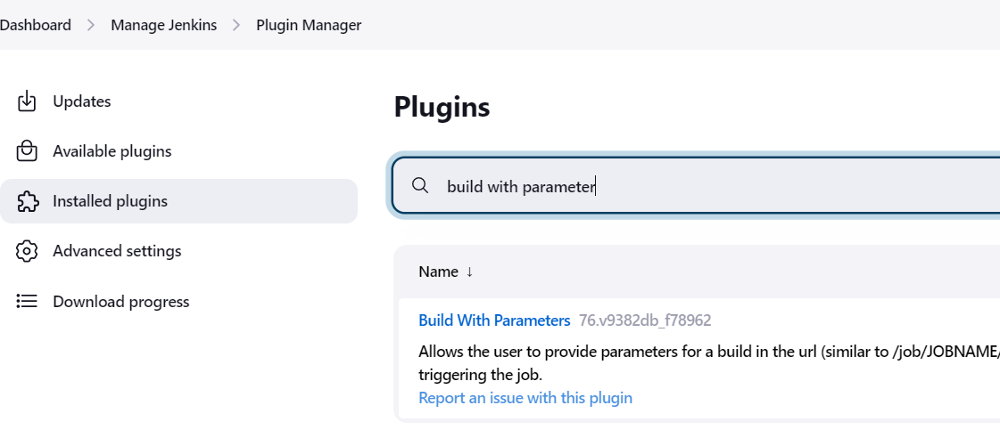 Dashboard > Manage Jenkins > Plugin Manager
Updates
Available plugins
Installed plugins
Advanced settings
Download progress
Plugins
build with parameter
Name ↓
Build With Parameters 76.v9382db_f78962
Allows the user to provide parameters for a build in the url (similar to /job/JOBNAME/
triggering the job.
Report an issue with this plugin